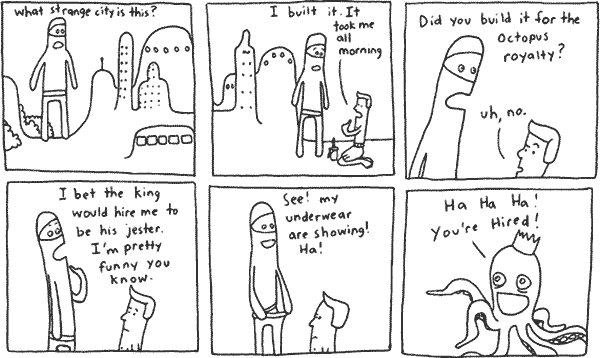 what strange city is this?
I built it. It
took me
all
morning
Did you build it for the
octopus
royalty?
uh, no.
I bet the king
would hire me to
be his jester.
I'm pretty
funny you
know.
See! my
underwear
are showing!
Ha!
Ha Ha Ha!
You're Hired!